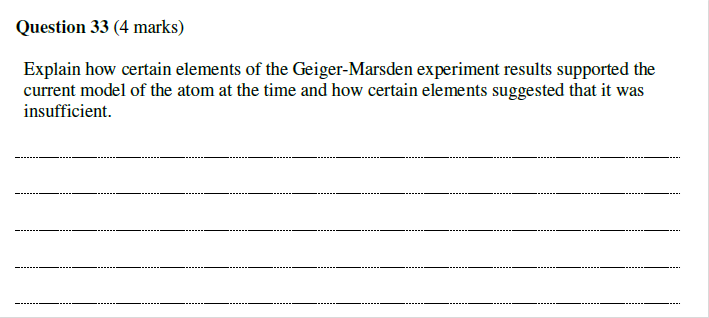 Question 33 (4 marks)
Explain how certain elements of the Geiger-Marsden experiment results supported the
current model of the atom at the time and how certain elements suggested that it was
insufficient.